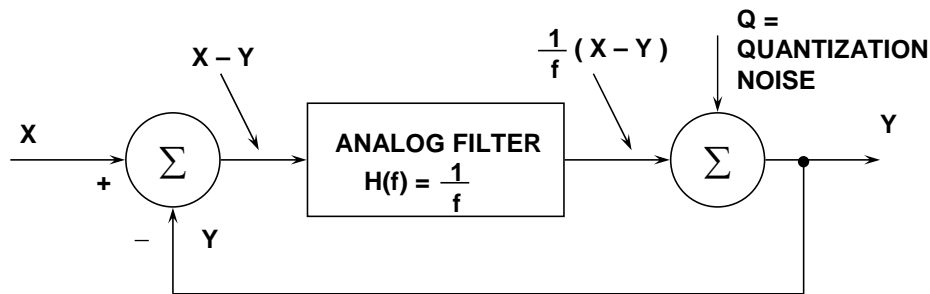 Q =
QUANTIZATION
NOISE
X – Y
1/f ( X – Y )
X
Y
Σ
ANALOG FILTER
H(f) = 1/f
Σ
+
–
Y